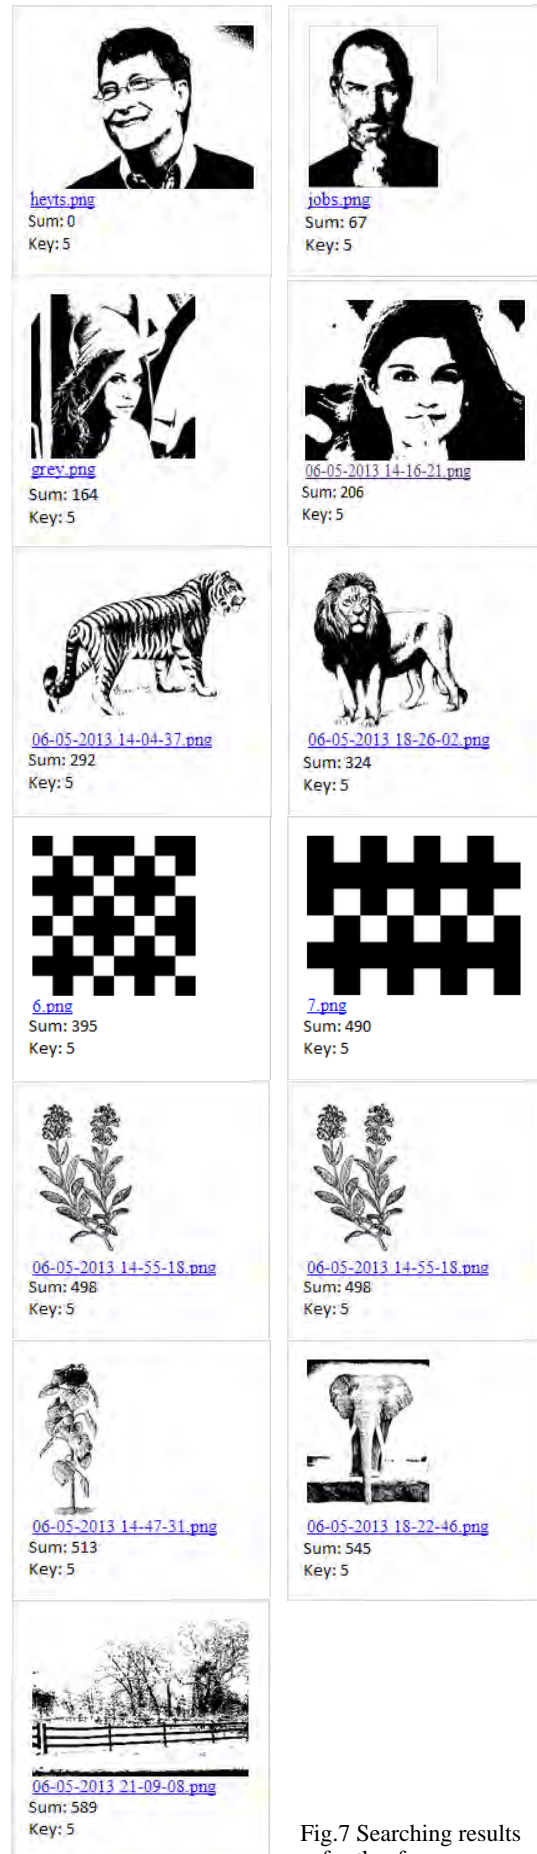 heyts.png
Sum: 0
Key: 5
jobs.png
Sum: 67
Key: 5
grey.png
Sum: 164
Key: 5
06-05-2013 14-16-21.png
Sum: 206
Key: 5
06-05-2013 14-04-37.png
Sum: 292
Key: 5
06-05-2013 18-26-02.png
Sum: 324
Key: 5
6.png
Sum: 395
Key: 5
7.png
Sum: 490
Key: 5
06-05-2013 14-55-18.png
Sum: 498
Key: 5
06-05-2013 14-55-18.png
Sum: 498
Key: 5
06-05-2013 14-47-31.png
Sum: 513
Key: 5
06-05-2013 18-22-46.png
Sum: 545
Key: 5
06-05-2013 21-09-08.png
Sum: 589
Key: 5
Fig.7 Searching results